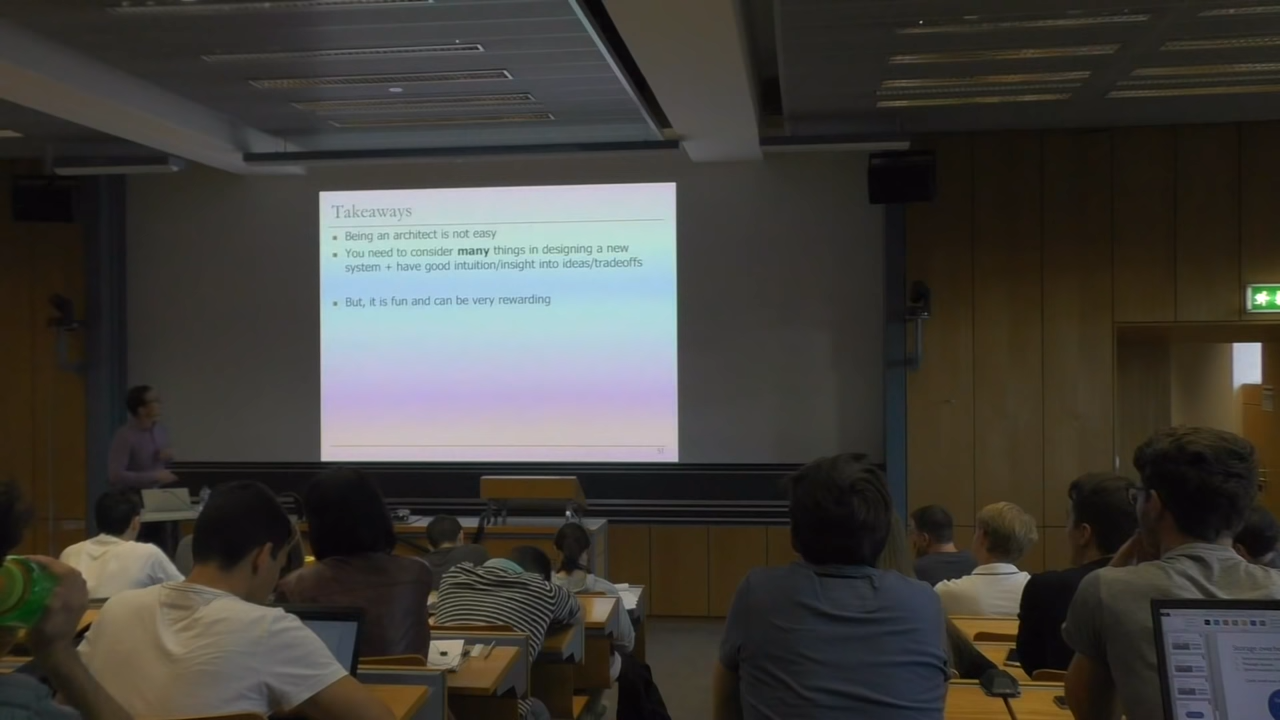 Takeaways
Being an architect is not easy
You need to consider many things in designing a new
system + have good intuition/insight into ideas/tradeoffs
But, it is fun and can be very rewarding